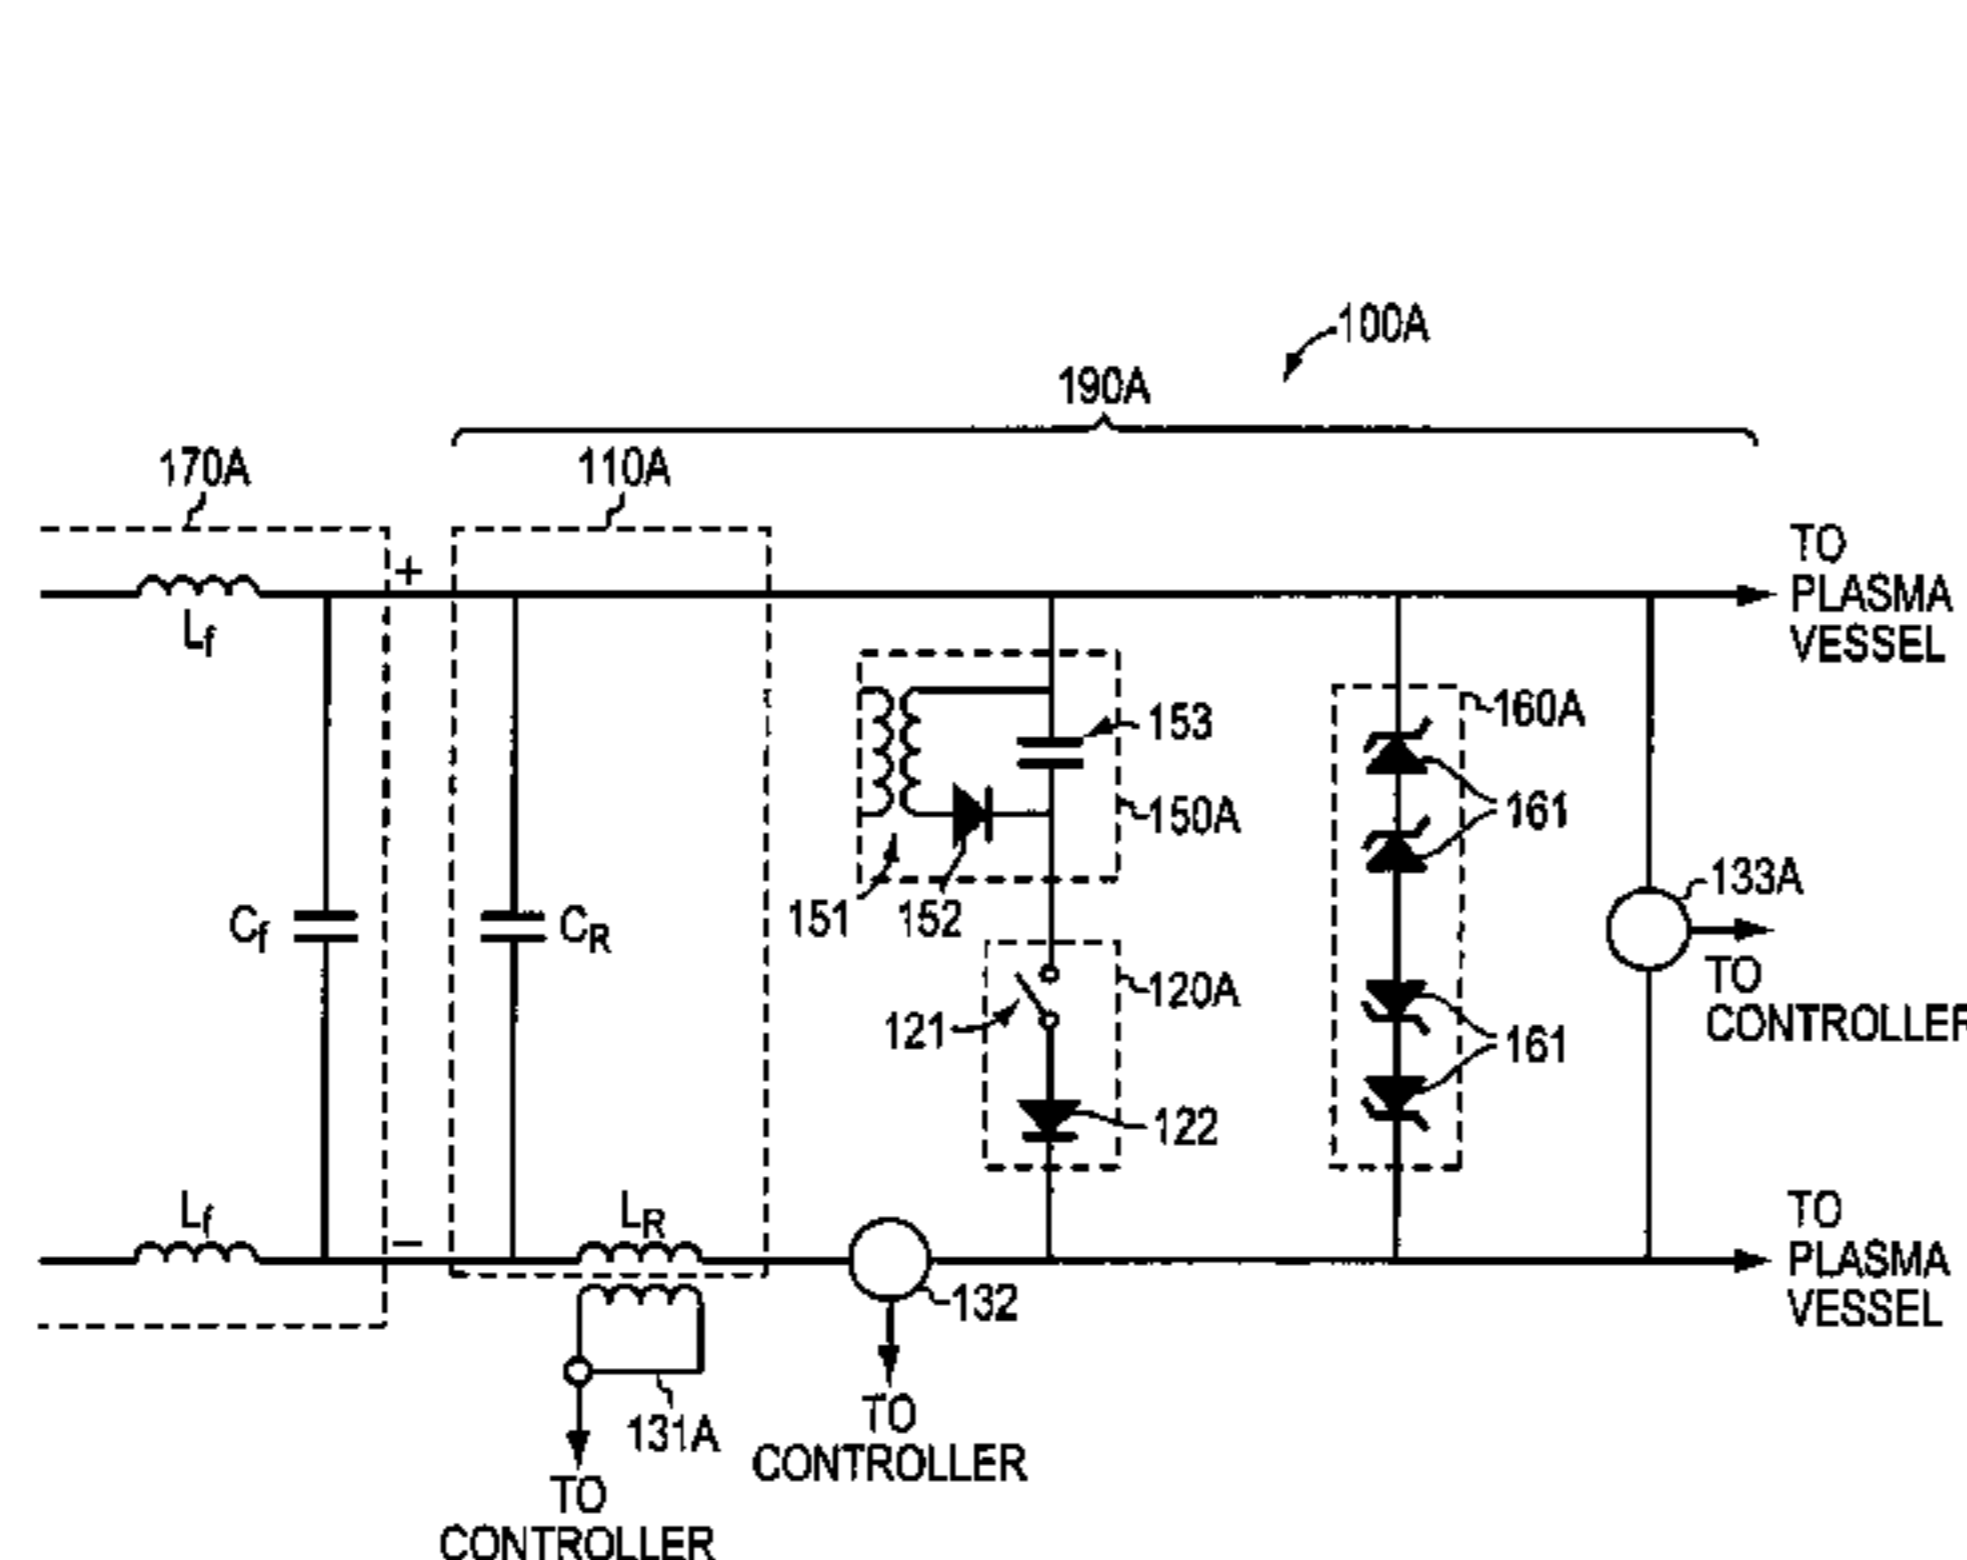 100A
190A
170A
110A
+
TO
PLASMA
VESSEL
Lf
153
160A
150A
161
151
152
133A
Cf
CR
TO
CONTROLLER
120A
121
161
122
Lf
LR
−
132
TO
PLASMA
VESSEL
131A
TO
CONTROLLER
TO
CONTROLLER